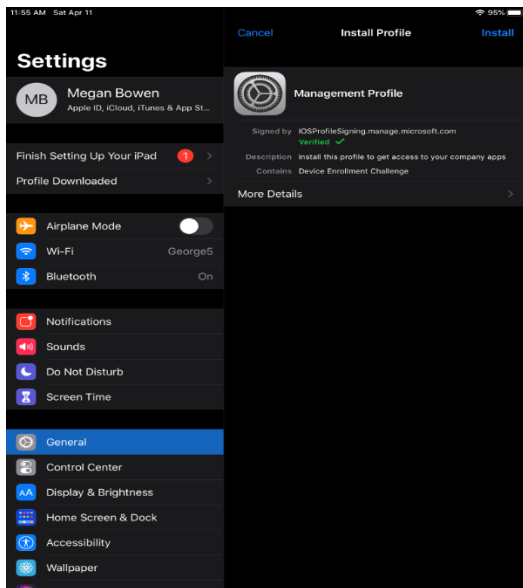 11:55 AM Sat Apr 11
95%
Settings
MB
Megan Bowen
Apple ID, iCloud, iTunes & App St...
Finish Setting Up Your iPad
1
Profile Downloaded
Airplane Mode
Wi-Fi
George5
Bluetooth
On
Notifications
Sounds
Do Not Disturb
Screen Time
General
Control Center
AA
Display & Brightness
Home Screen & Dock
Accessibility
Wallpaper
Cancel
Install Profile
Install
Management Profile
Signed by IOSProfileSigning.manage.microsoft.com
Verified ✓
Description Install this profile to get access to your company apps
Contains Device Enrollment Challenge
More Details